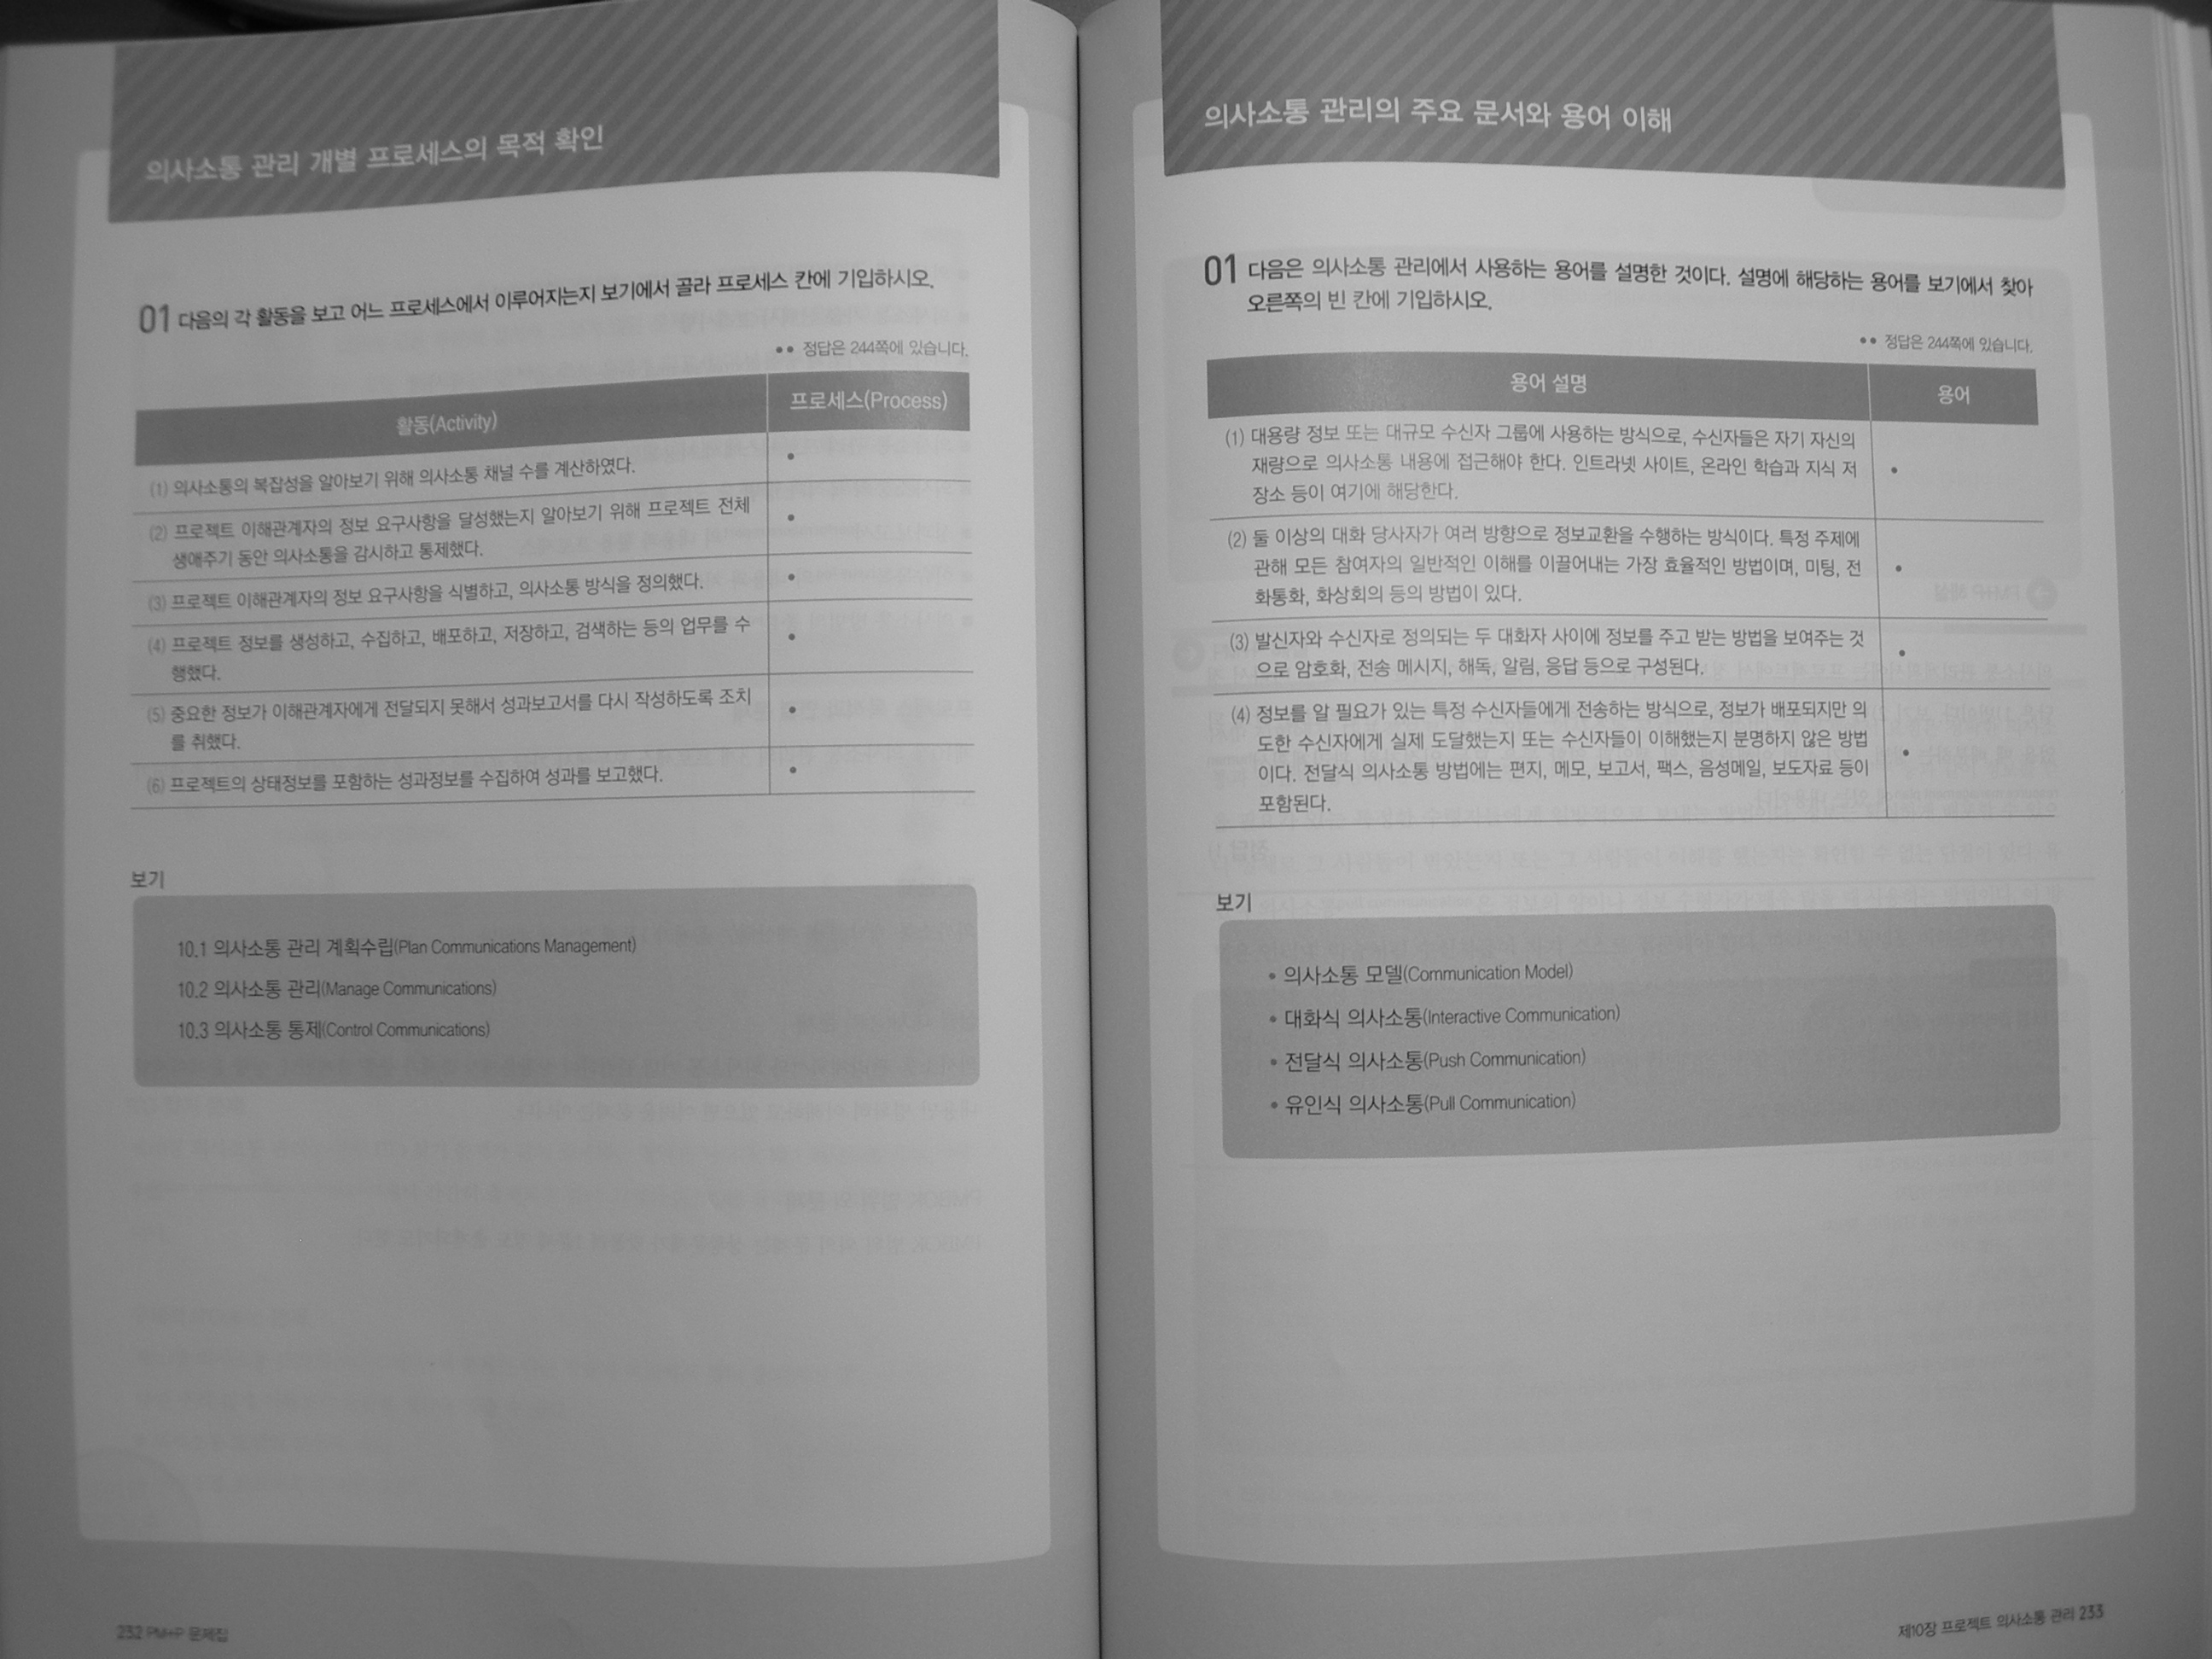 의사소통 관리 개별 프로세스의 목적 확인
01 다음의 각 활동을 보고 어느 프로세스에서 이루어지는지 보기에서 골라 프로세스 칸에 기입하시오.
•• 정답은 244쪽에 있습니다.
활동(Activity)
프로세스(Process)
(1) 의사소통의 복잡성을 알아보기 위해 의사소통 채널 수를 계산하였다.
•
(2) 프로젝트 이해관계자의 정보 요구사항을 달성했는지 알아보기 위해 프로젝트 전체
생애주기 동안 의사소통을 감시하고 통제했다.
•
(3) 프로젝트 이해관계자의 정보 요구사항을 식별하고, 의사소통 방식을 정의했다.
•
(4) 프로젝트 정보를 생성하고, 수집하고, 배포하고, 저장하고, 검색하는 등의 업무를 수
행했다.
•
(5) 중요한 정보가 이해관계자에게 전달되지 못해서 성과보고서를 다시 작성하도록 조치
를 취했다.
•
(6) 프로젝트의 상태정보를 포함하는 성과정보를 수집하여 성과를 보고했다.
•
보기
10.1 의사소통 관리 계획수립(Plan Communications Management)
10.2 의사소통 관리(Manage Communications)
10.3 의사소통 통제(Control Communications)
232 PM+P 문제집
의사소통 관리의 주요 문서와 용어 이해
01 다음은 의사소통 관리에서 사용하는 용어를 설명한 것이다. 설명에 해당하는 용어를 보기에서 찾아
오른쪽의 빈 칸에 기입하시오.
•• 정답은 244쪽에 있습니다.
용어 설명
용어
(1) 대용량 정보 또는 대규모 수신자 그룹에 사용하는 방식으로, 수신자들은 자기 자신의
재량으로 의사소통 내용에 접근해야 한다. 인트라넷 사이트, 온라인 학습과 지식 저
장소 등이 여기에 해당한다.
•
(2) 둘 이상의 대화 당사자가 여러 방향으로 정보교환을 수행하는 방식이다. 특정 주제에
관해 모든 참여자의 일반적인 이해를 이끌어내는 가장 효율적인 방법이며, 미팅, 전
화통화, 화상회의 등의 방법이 있다.
•
(3) 발신자와 수신자로 정의되는 두 대화자 사이에 정보를 주고 받는 방법을 보여주는 것
으로 암호화, 전송 메시지, 해독, 알림, 응답 등으로 구성된다.
•
(4) 정보를 알 필요가 있는 특정 수신자들에게 전송하는 방식으로, 정보가 배포되지만 의
도한 수신자에게 실제 도달했는지 또는 수신자들이 이해했는지 분명하지 않은 방법
이다. 전달식 의사소통 방법에는 편지, 메모, 보고서, 팩스, 음성메일, 보도자료 등이
포함된다.
•
보기
• 의사소통 모델(Communication Model)
• 대화식 의사소통(Interactive Communication)
• 전달식 의사소통(Push Communication)
• 유인식 의사소통(Pull Communication)
제10장 프로젝트 의사소통 관리 233